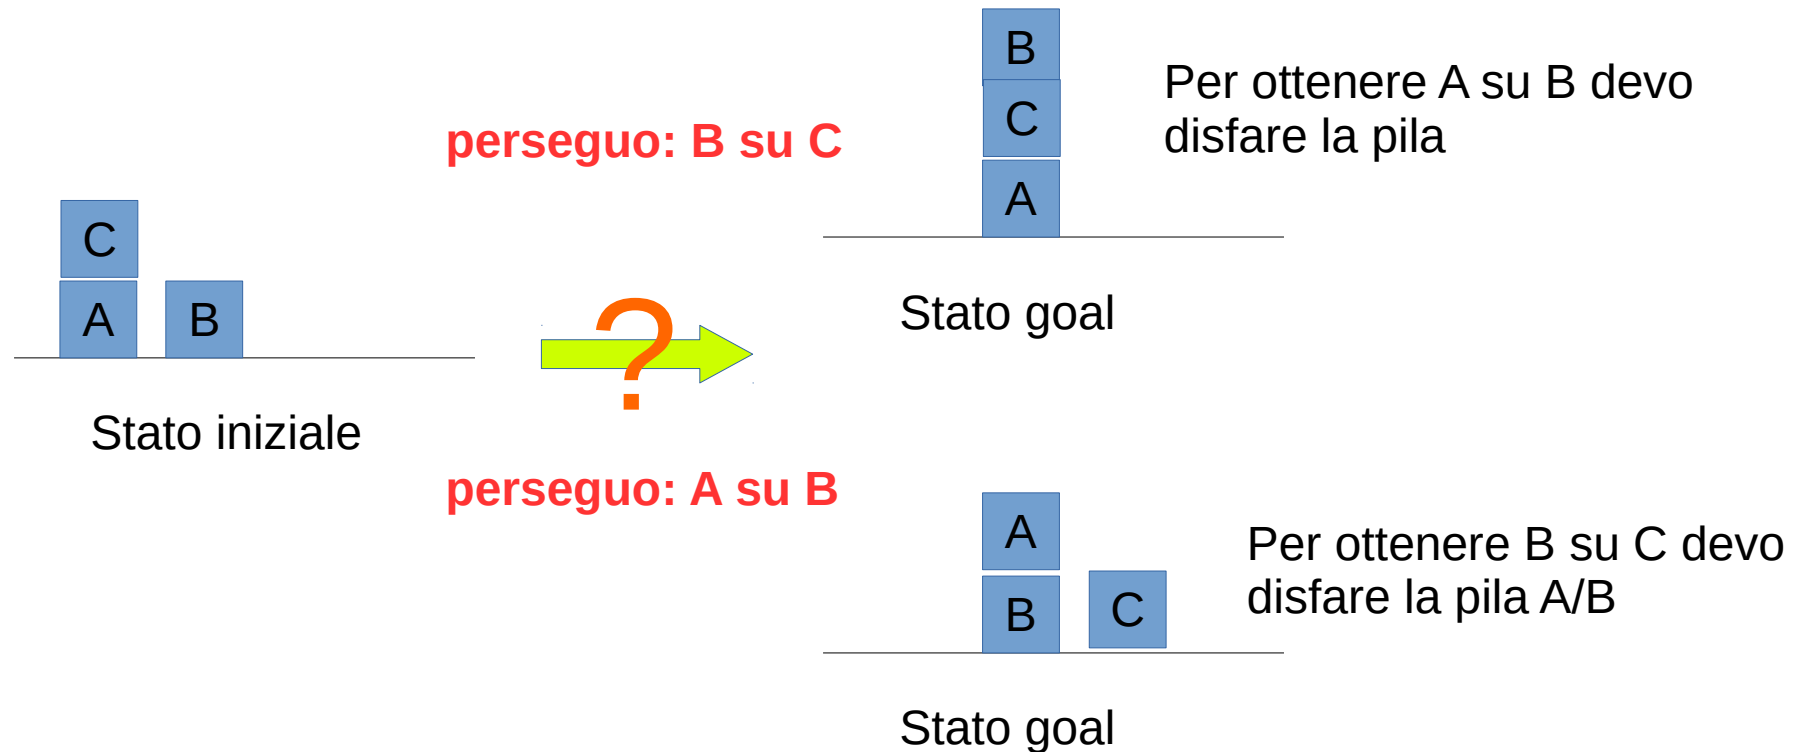 B
Per ottenere A su B devo
disfare la pila
C
perseguo: B su C
A
C
A
B
?
Stato goal
Stato iniziale
perseguo: A su B
A
Per ottenere B su C devo
disfare la pila A/B
B
C
Stato goal